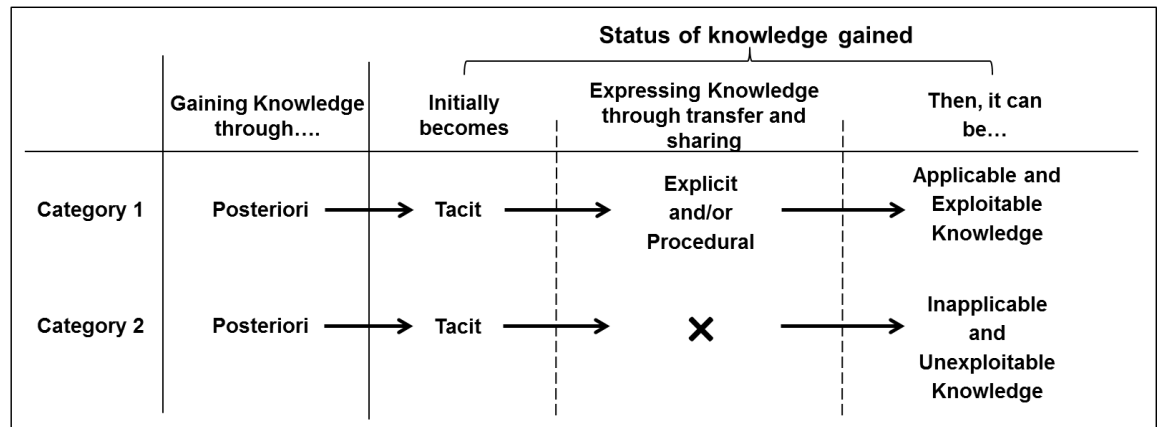 Status of knowledge gained
Gaining Knowledge
through….
Initially
becomes
Expressing Knowledge
through transfer and
sharing
Then, it can
be…
Category 1
Posteriori
Tacit
Explicit
and/or
Procedural
Applicable and
Exploitable
Knowledge
Category 2
Posteriori
Tacit
Inapplicable
and
Unexploitable
Knowledge